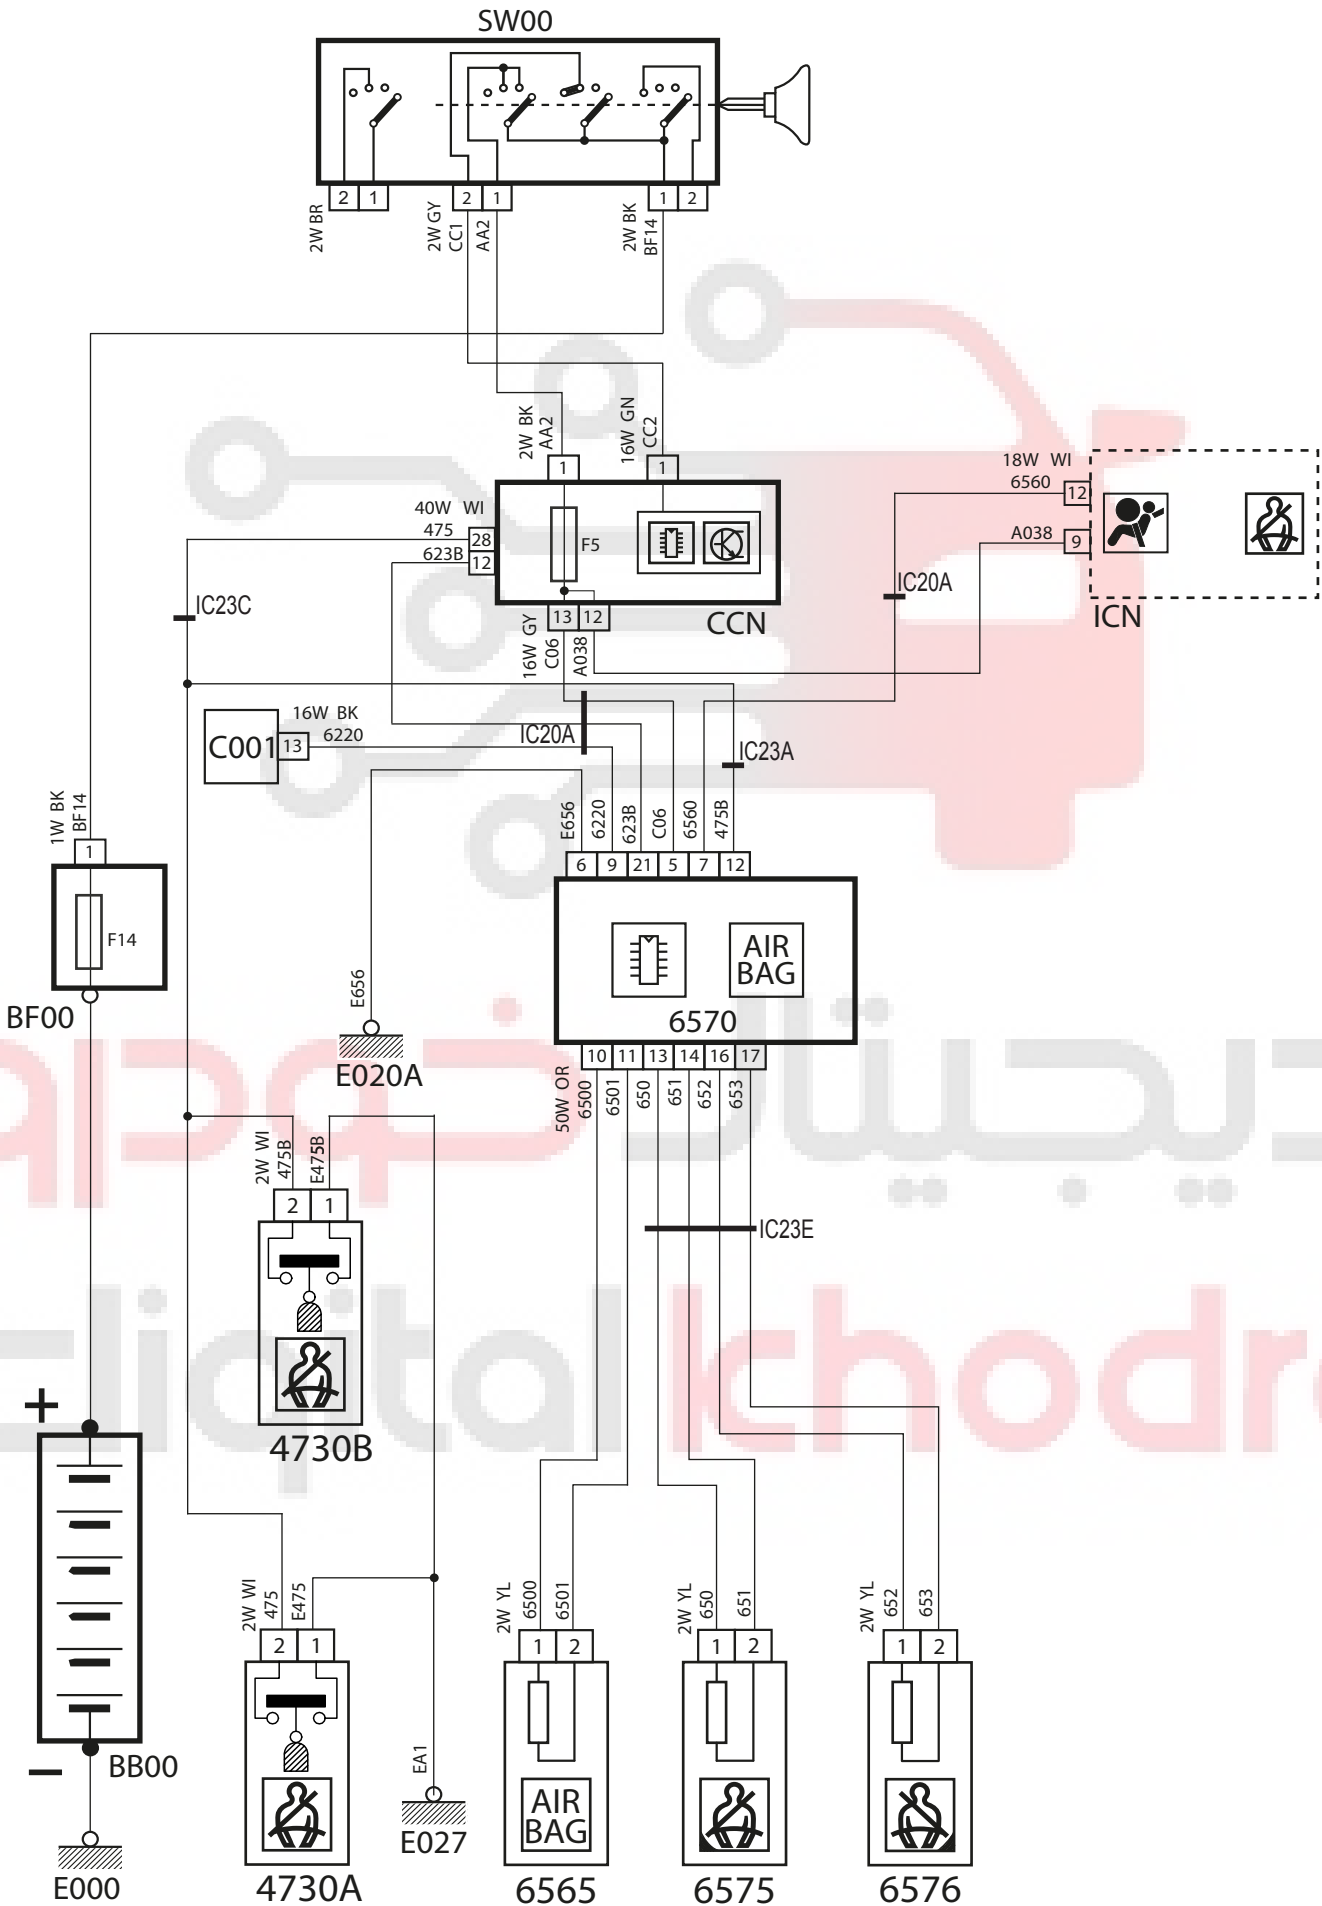 SW00
2 1 2 1 1 2
2W BR
2W GY
CC1
AA2
2W BK
BF14
2W BK
AA2
16W GN
CC2
1 1
40W WI
475 28
623B 12
F5
CCN
13 12
16W GY
C06
A038
18W WI
6560 12
A038 9
ICN
IC20A
IC23C
C001 13
16W BK
6220
IC20A
IC23A
1W BK
BF14
1
F14
BF00
E656
6220
623B
C06
6560
475B
6 9 21 5 7 12
AIR
BAG
6570
10 11 13 14 16 17
50W OR
6500
6501
650
651
652
653
E656
E020A
IC23E
2W WI
475B
E475B
2 1
4730B
+
BB00
–
E000
2W WI
475
E475
2 1
4730A
EA1
E027
2W YL
6500
6501
1 2
AIR
BAG
6565
2W YL
650
651
1 2
6575
2W YL
652
653
1 2
6576
دیجیتال خودرو
digital khodro